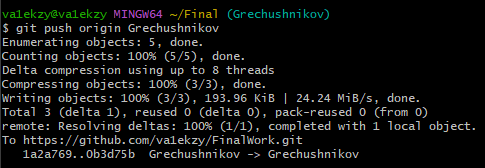 va1ekzy@va1ekzy MINGW64 ~/Final (Grechushnikov)
$ git push origin Grechushnikov
Enumerating objects: 5, done.
Counting objects: 100% (5/5), done.
Delta compression using up to 8 threads
Compressing objects: 100% (3/3), done.
Writing objects: 100% (3/3), 193.96 KiB | 24.24 MiB/s, done.
Total 3 (delta 1), reused 0 (delta 0), pack-reused 0 (from 0)
remote: Resolving deltas: 100% (1/1), completed with 1 local object.
To https://github.com/va1ekzy/FinalWork.git
   1a2a769..0b3d75b  Grechushnikov -> Grechushnikov